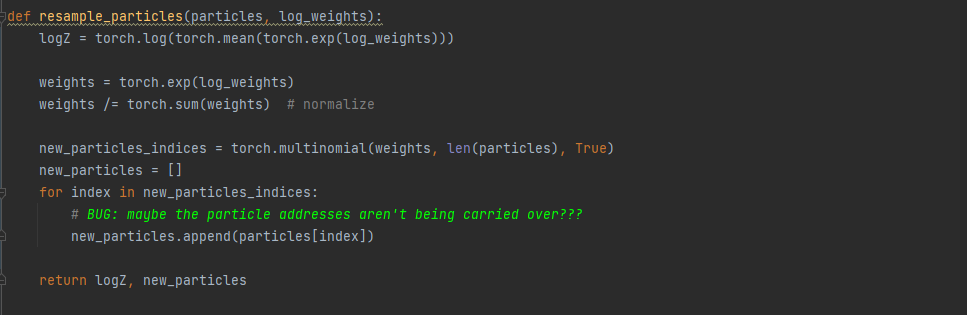 def resample_particles(particles, log_weights):
logZ = torch.log(torch.mean(torch.exp(log_weights)))
weights = torch.exp(log_weights)
weights /= torch.sum(weights)  # normalize
new_particles_indices = torch.multinomial(weights, len(particles), True)
new_particles = []
for index in new_particles_indices:
# BUG: maybe the particle addresses aren't being carried over???
new_particles.append(particles[index])
return logZ, new_particles